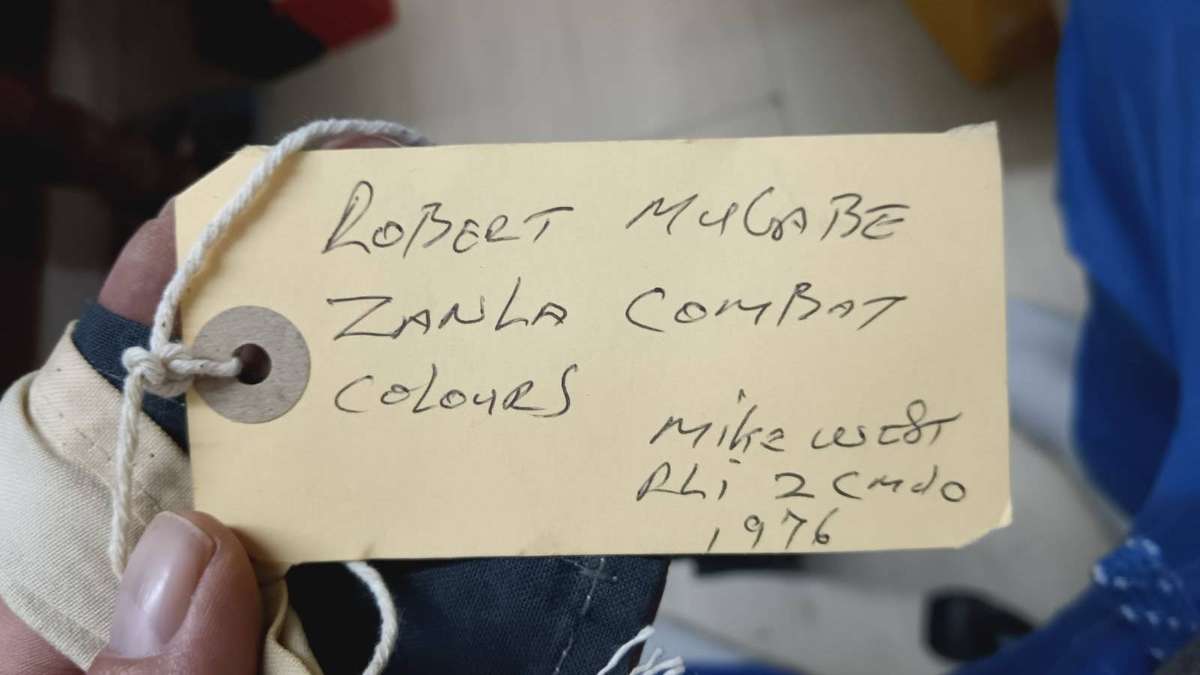 ROBERT MUGABE
ZANLA COMBAT
COLOURS
Mike WEST
RLi 2 Cmdo
1976